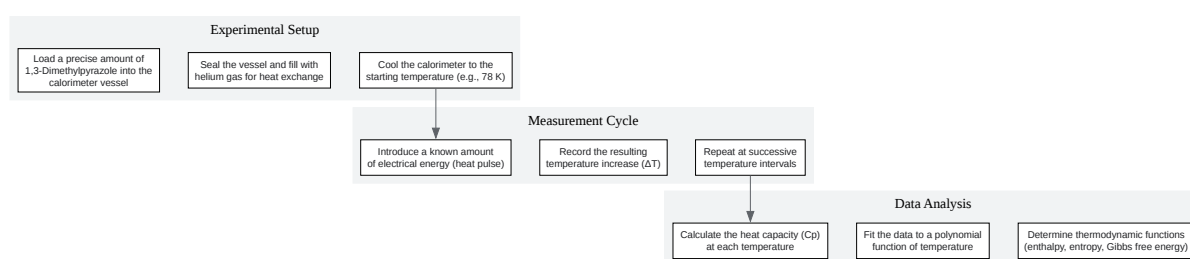 Experimental Setup
Load a precise amount of
1,3-Dimethylpyrazole into the
calorimeter vessel
Seal the vessel and fill with
helium gas for heat exchange
Cool the calorimeter to the
starting temperature (e.g., 78 K)
Measurement Cycle
Introduce a known amount
of electrical energy (heat pulse)
Record the resulting
temperature increase (ΔT)
Repeat at successive
temperature intervals
Data Analysis
Calculate the heat capacity (Cp)
at each temperature
Fit the data to a polynomial
function of temperature
Determine thermodynamic functions
(enthalpy, entropy, Gibbs free energy)